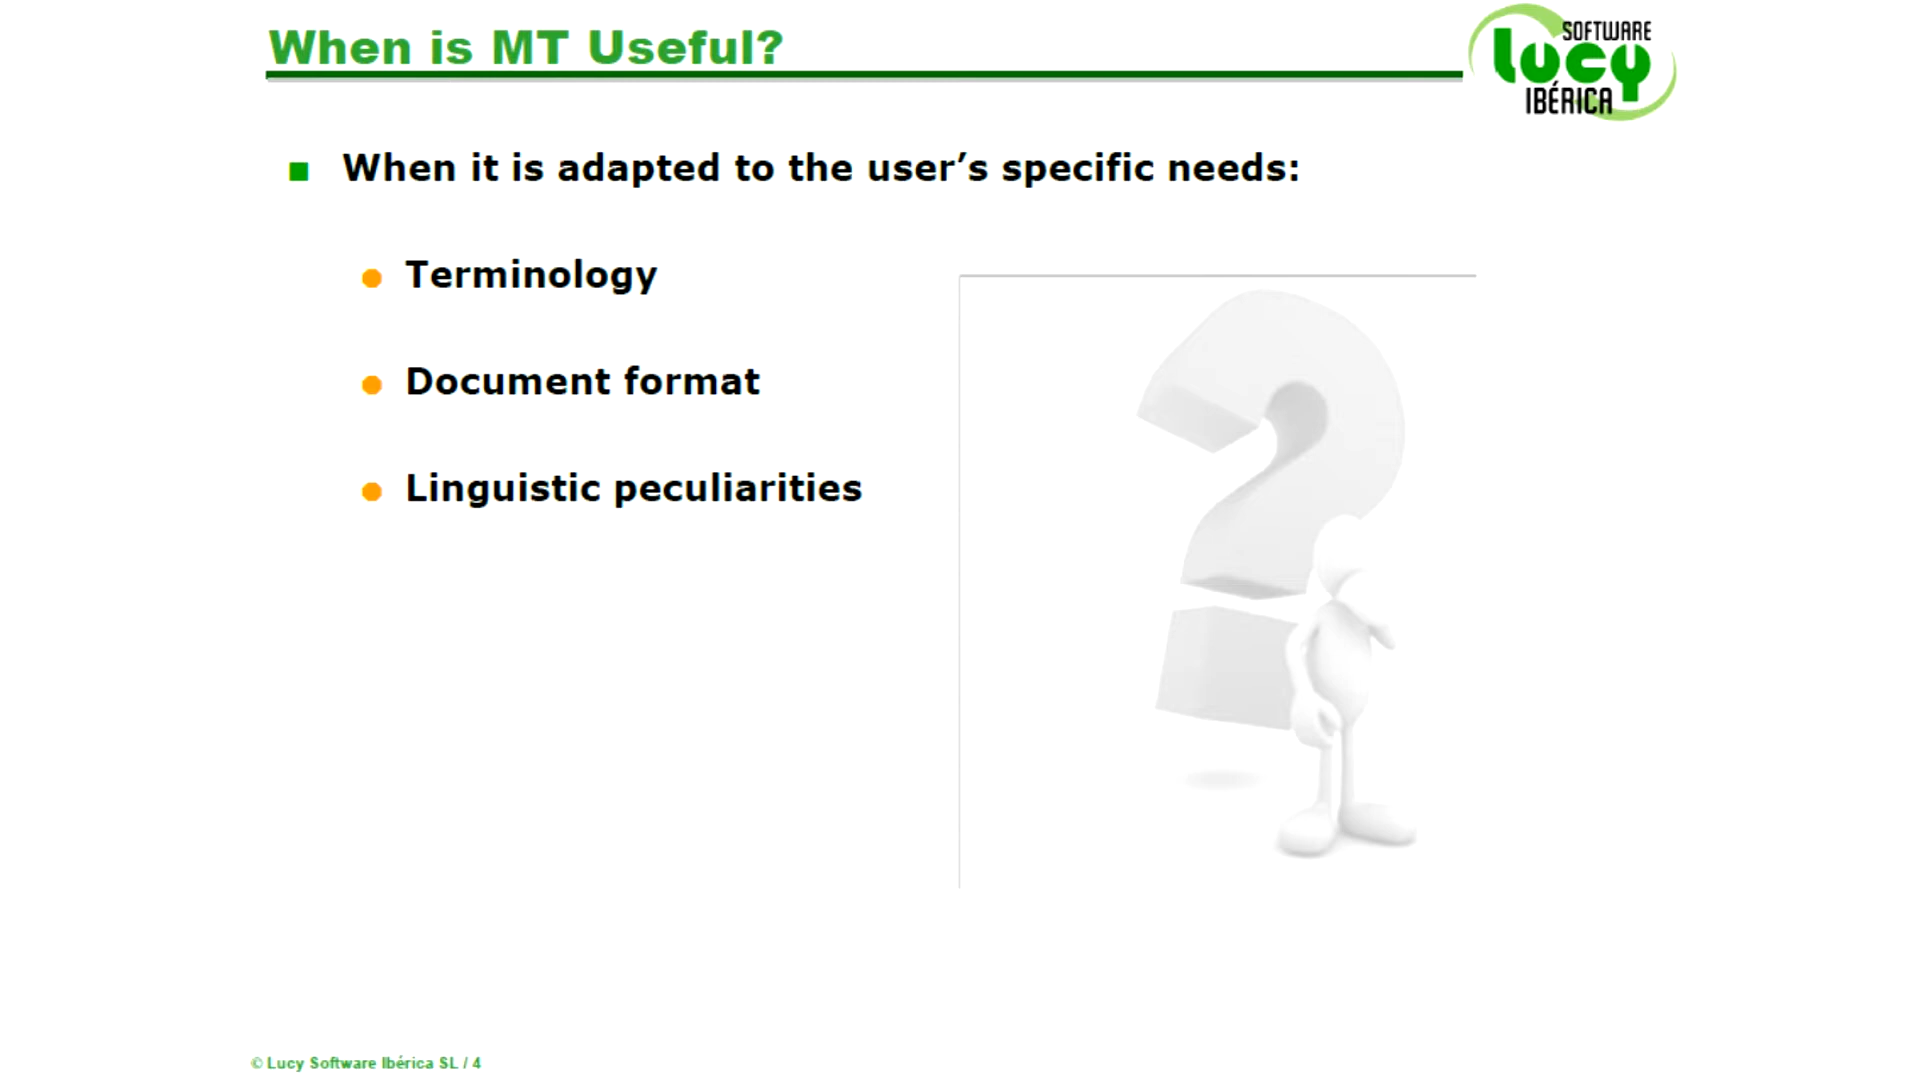 When is MT Useful?
SOFTWARE
lucy
IBÉRICA
When it is adapted to the user’s specific needs:
Terminology
Document format
Linguistic peculiarities
© Lucy Software Ibérica SL / 4